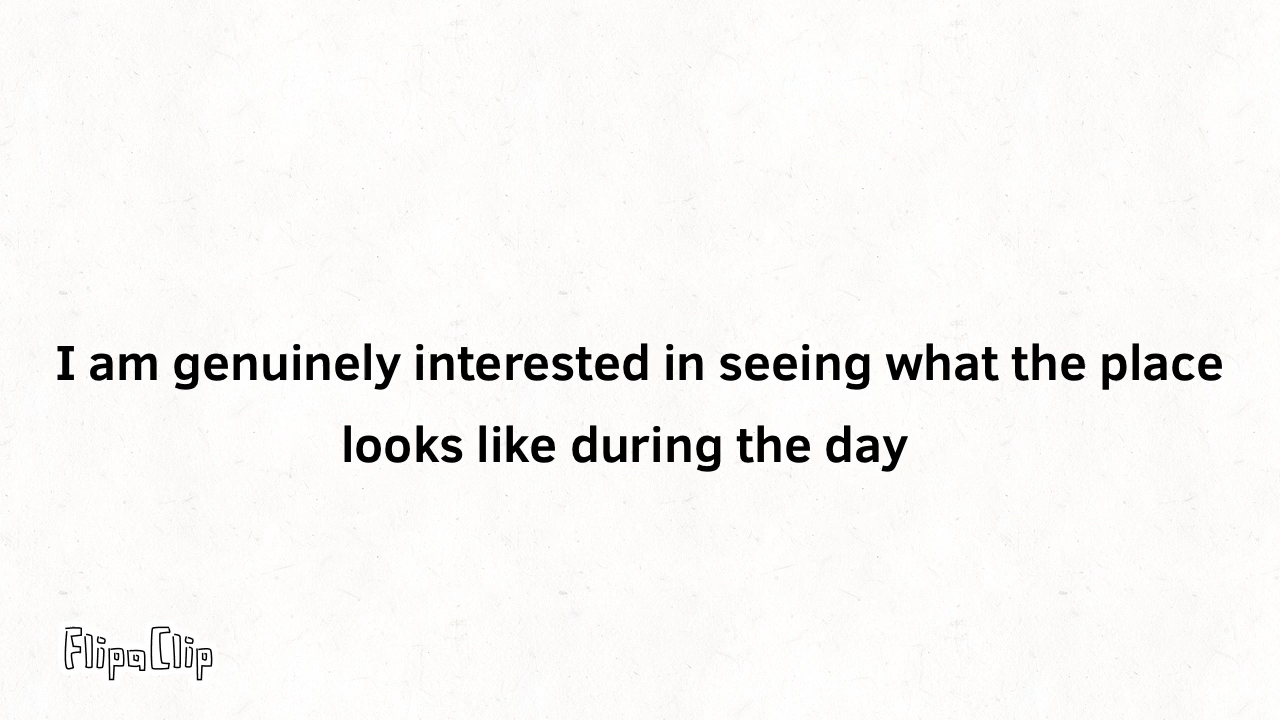 I am genuinely interested in seeing what the place
looks like during the day
FlipaClip